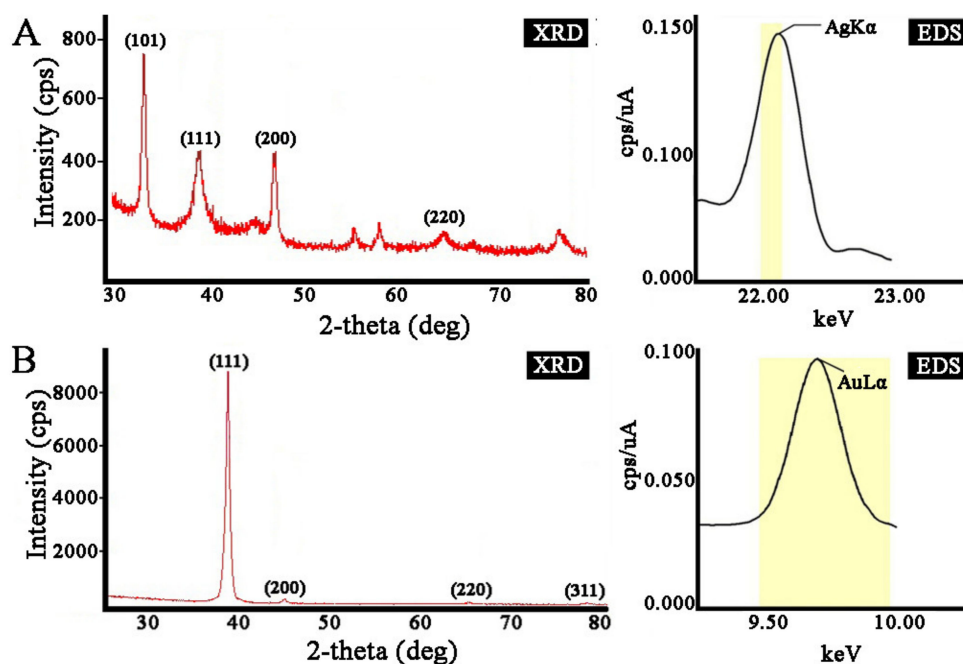 A
XRD
Intensity (cps)
800
600
400
200
(101)
(111)
(200)
(220)
30 40 50 60 70 80
2-theta (deg)
EDS
AgKα
cps/uA
0.150
0.100
0.000
22.00 23.00
keV
B
XRD
Intensity (cps)
8000
6000
4000
2000
(111)
(200)
(220)
(311)
30 40 50 60 70 80
2-theta (deg)
EDS
AuLα
cps/uA
0.100
0.050
0.000
9.50 10.00
keV